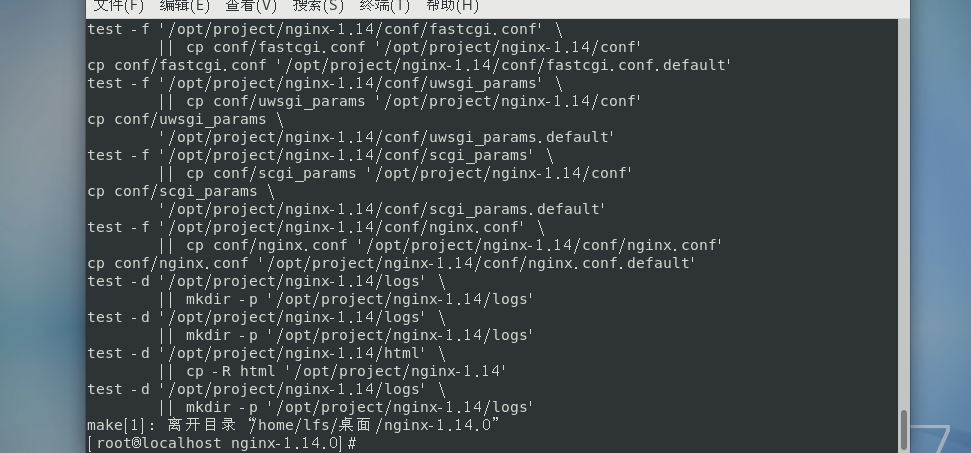 文件(F) 编辑(E) 查看(V) 搜索(S) 终端(T) 帮助(H)
test -f '/opt/project/nginx-1.14/conf/fastcgi.conf' \
|| cp conf/fastcgi.conf '/opt/project/nginx-1.14/conf'
cp conf/fastcgi.conf '/opt/project/nginx-1.14/conf/fastcgi.conf.default'
test -f '/opt/project/nginx-1.14/conf/uwsgi_params' \
|| cp conf/uwsgi_params '/opt/project/nginx-1.14/conf'
cp conf/uwsgi_params \
'/opt/project/nginx-1.14/conf/uwsgi_params.default'
test -f '/opt/project/nginx-1.14/conf/scgi_params' \
|| cp conf/scgi_params '/opt/project/nginx-1.14/conf'
cp conf/scgi_params \
'/opt/project/nginx-1.14/conf/scgi_params.default'
test -f '/opt/project/nginx-1.14/conf/nginx.conf' \
|| cp conf/nginx.conf '/opt/project/nginx-1.14/conf/nginx.conf'
cp conf/nginx.conf '/opt/project/nginx-1.14/conf/nginx.conf.default'
test -d '/opt/project/nginx-1.14/logs' \
|| mkdir -p '/opt/project/nginx-1.14/logs'
test -d '/opt/project/nginx-1.14/logs' \
|| mkdir -p '/opt/project/nginx-1.14/logs'
test -d '/opt/project/nginx-1.14/html' \
|| cp -R html '/opt/project/nginx-1.14'
test -d '/opt/project/nginx-1.14/logs' \
|| mkdir -p '/opt/project/nginx-1.14/logs'
make[1]: 离开目录“/home/lfs/桌面/nginx-1.14.0”
[root@localhost nginx-1.14.0]#
7